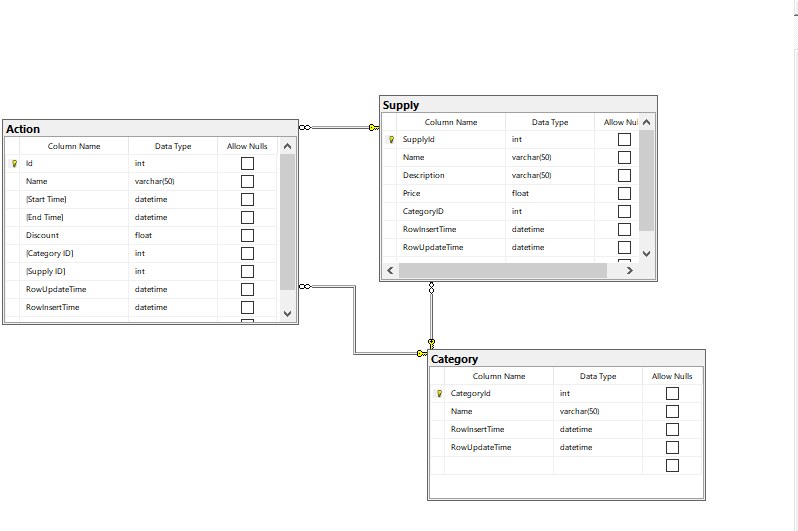 Action
Column Name Data Type Allow Nulls
Id int
Name varchar(50)
[Start Time] datetime
[End Time] datetime
Discount float
[Category ID] int
[Supply ID] int
RowUpdateTime datetime
RowInsertTime datetime
Supply
Column Name Data Type Allow Nul
SupplyId int
Name varchar(50)
Description varchar(50)
Price float
CategoryID int
RowInsertTime datetime
RowUpdateTime datetime
Category
Column Name Data Type Allow Nulls
CategoryId int
Name varchar(50)
RowInsertTime datetime
RowUpdateTime datetime